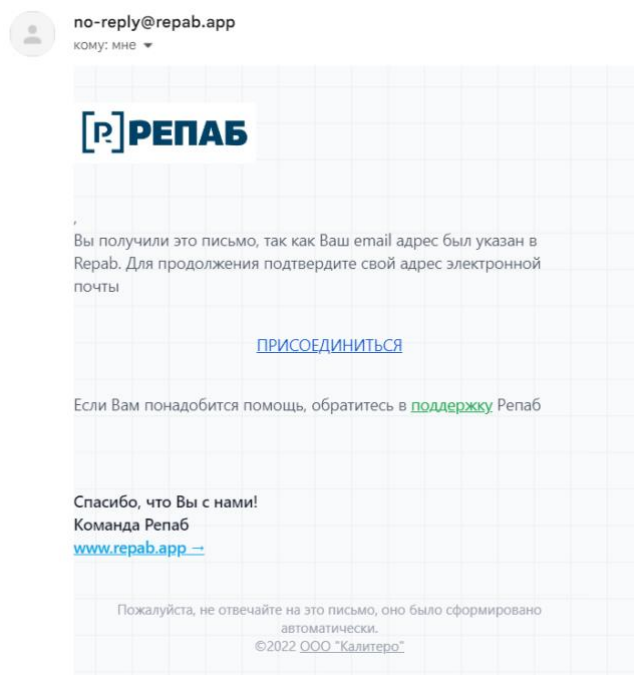 no-reply@repab.app
кому: мне
[P.] РЕПАБ
,
Вы получили это письмо, так как Ваш email адрес был указан в
Repab. Для продолжения подтвердите свой адрес электронной
почты
ПРИСОЕДИНИТЬСЯ
Если Вам понадобится помощь, обратитесь в поддержку Репаб
Спасибо, что Вы с нами!
Команда Репаб
www.repab.app →
Пожалуйста, не отвечайте на это письмо, оно было сформировано
автоматически.
©2022 ООО "Калитеро"